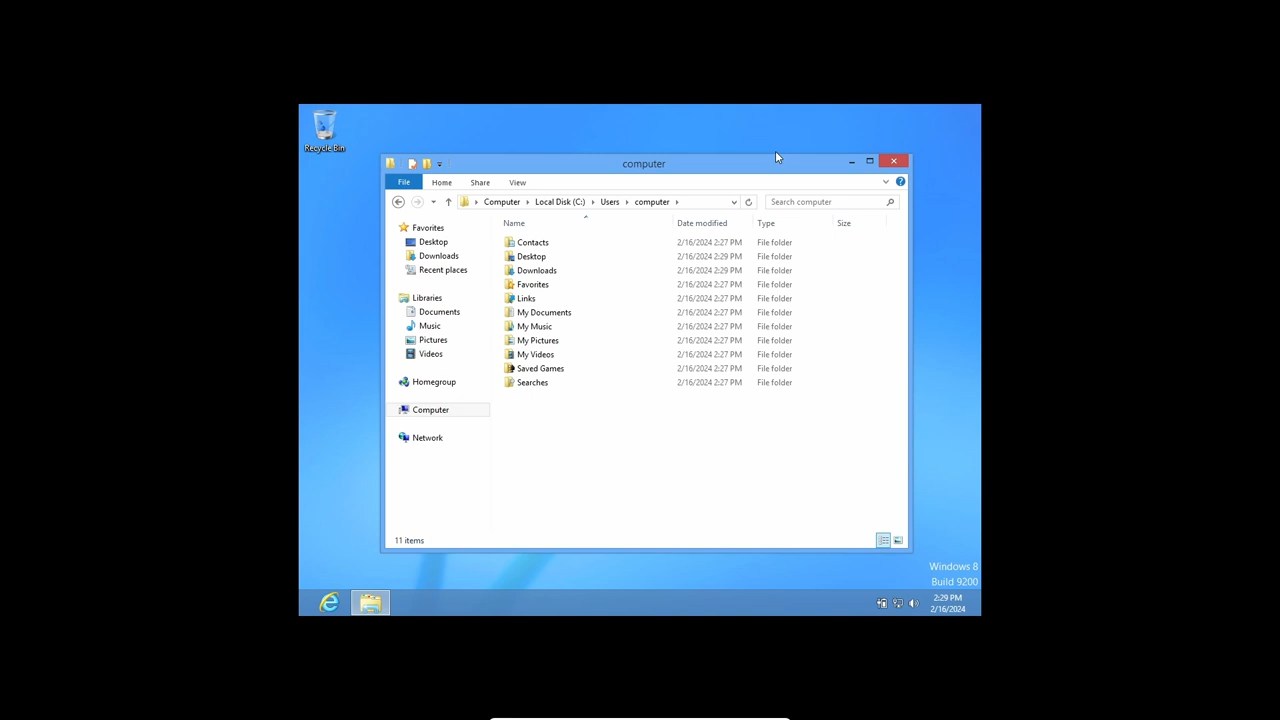 Recycle Bin
computer
File Home Share View
Computer Local Disk (C:) Users computer Search computer
Name Date modified Type Size
Favorites
Desktop
Downloads
Recent places
Libraries
Documents
Music
Pictures
Videos
Homegroup
Computer
Network
Contacts 2/16/2024 2:27 PM File folder
Desktop 2/16/2024 2:29 PM File folder
Downloads 2/16/2024 2:29 PM File folder
Favorites 2/16/2024 2:27 PM File folder
Links 2/16/2024 2:27 PM File folder
My Documents 2/16/2024 2:27 PM File folder
My Music 2/16/2024 2:27 PM File folder
My Pictures 2/16/2024 2:27 PM File folder
My Videos 2/16/2024 2:27 PM File folder
Saved Games 2/16/2024 2:27 PM File folder
Searches 2/16/2024 2:27 PM File folder
11 items
Windows 8
Build 9200
2:29 PM
2/16/2024